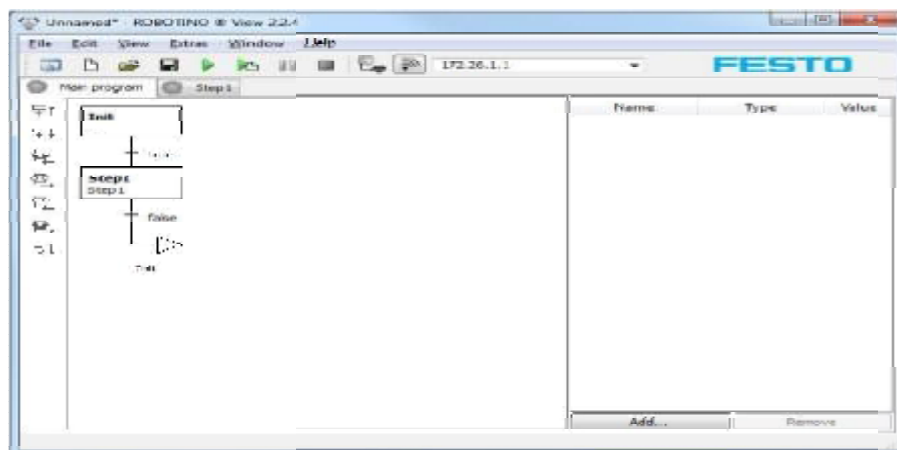 Unnamed* - ROBOTINO ® View 2.2.4
File Edit View Extras Window Help
172.26.1.1
FESTO
Main program Step1
Name Type Value
Init
Step1
Step1
false
Init
Add... Remove